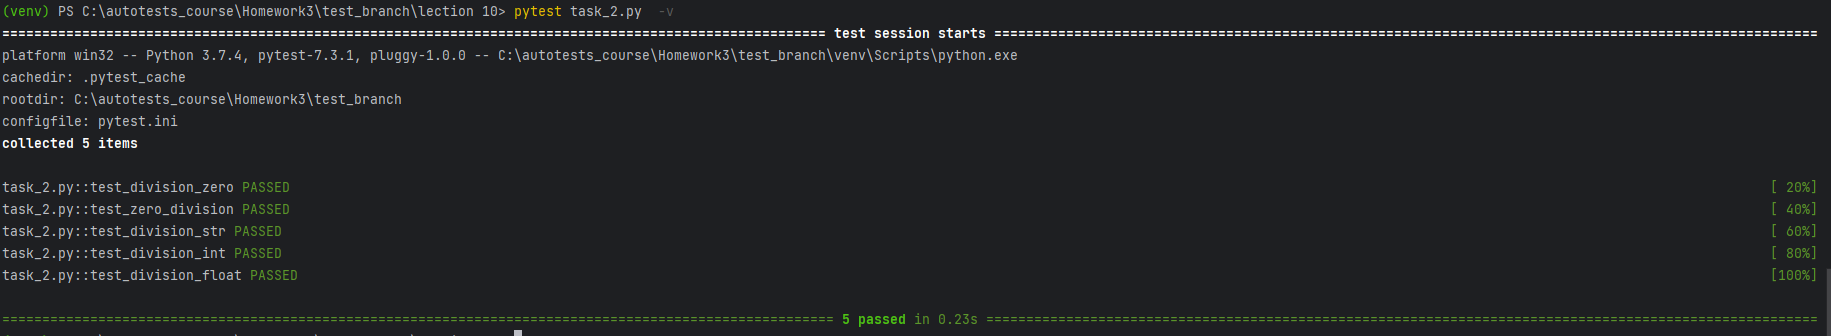 (venv) PS C:\autotests_course\Homework3\test_branch\lection 10> pytest task_2.py  -v
======================================================================================================= test session starts =======================================================================================================
platform win32 -- Python 3.7.4, pytest-7.3.1, pluggy-1.0.0 -- C:\autotests_course\Homework3\test_branch\venv\Scripts\python.exe
cachedir: .pytest_cache
rootdir: C:\autotests_course\Homework3\test_branch
configfile: pytest.ini
collected 5 items
task_2.py::test_division_zero PASSED [ 20%]
task_2.py::test_zero_division PASSED [ 40%]
task_2.py::test_division_str PASSED [ 60%]
task_2.py::test_division_int PASSED [ 80%]
task_2.py::test_division_float PASSED [100%]
======================================================================================================== 5 passed in 0.23s ========================================================================================================